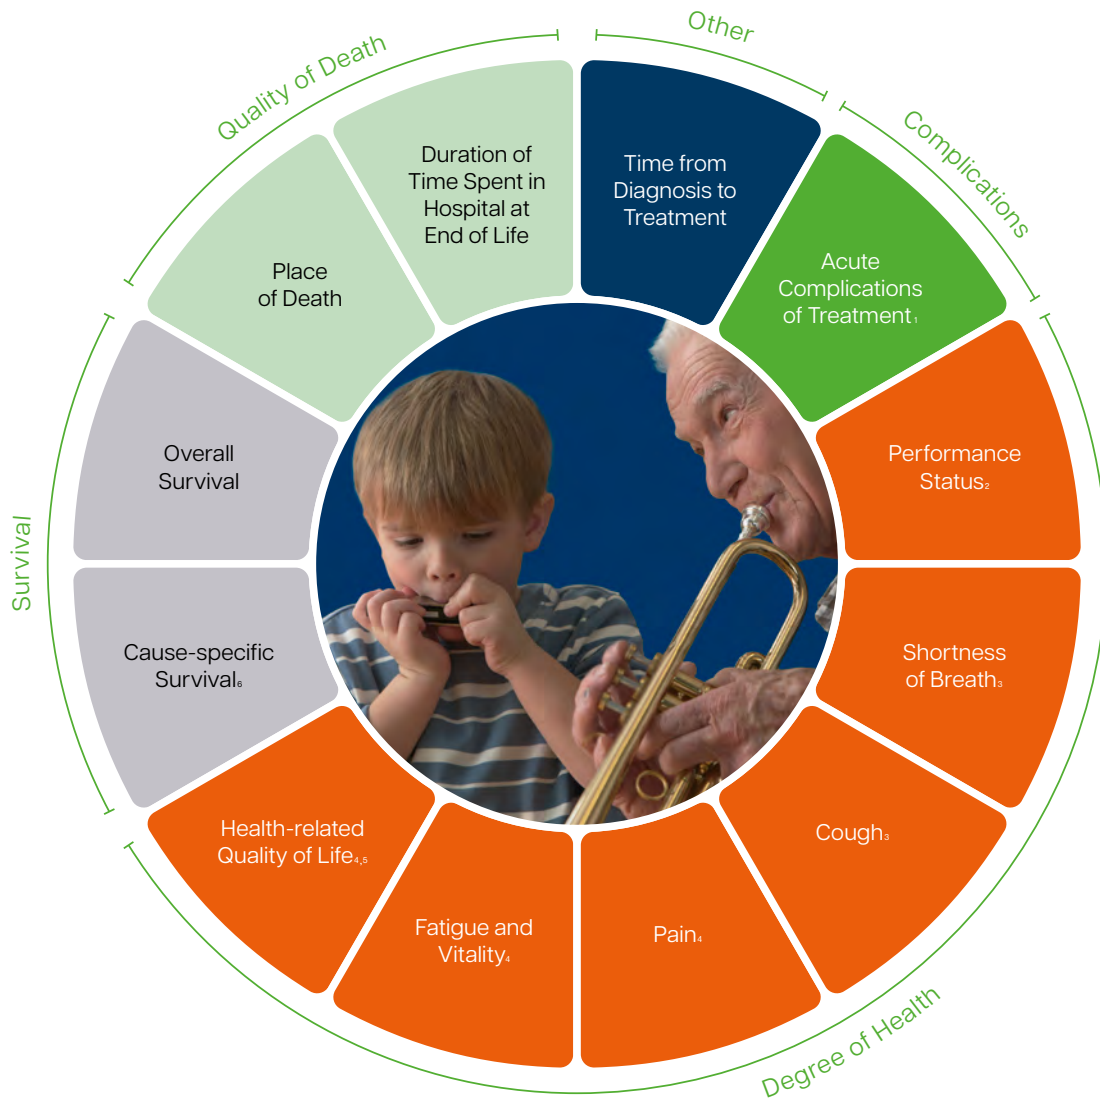 Other
Time from
Diagnosis to
Treatment
Complications
Acute
Complications
of Treatment1
Degree of Health
Performance
Status2
Shortness
of Breath3
Cough3
Pain4
Fatigue and
Vitality4
Health-related
Quality of Life4,5
Survival
Cause-specific
Survival6
Overall
Survival
Quality of Death
Place
of Death
Duration of
Time Spent in
Hospital at
End of Life